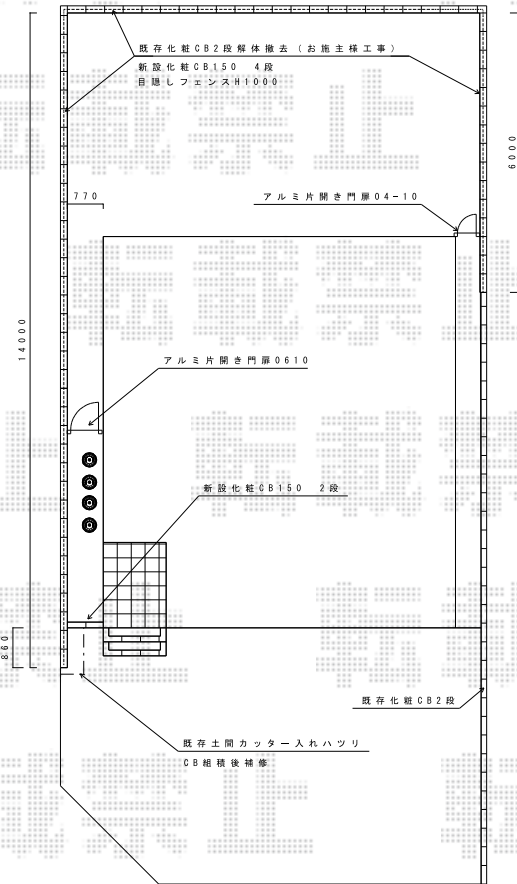 既存化粧CB2段解体撤去（お施主様工事）
新設化粧CB150　4段
目隠しフェンスH1000
6000
770
アルミ片開き門扉04-10
14000
アルミ片開き門扉0610
新設化粧CB150　2段
860
既存化粧CB2段
既存土間カッター入れハツリ
CB組積後補修
転載禁止